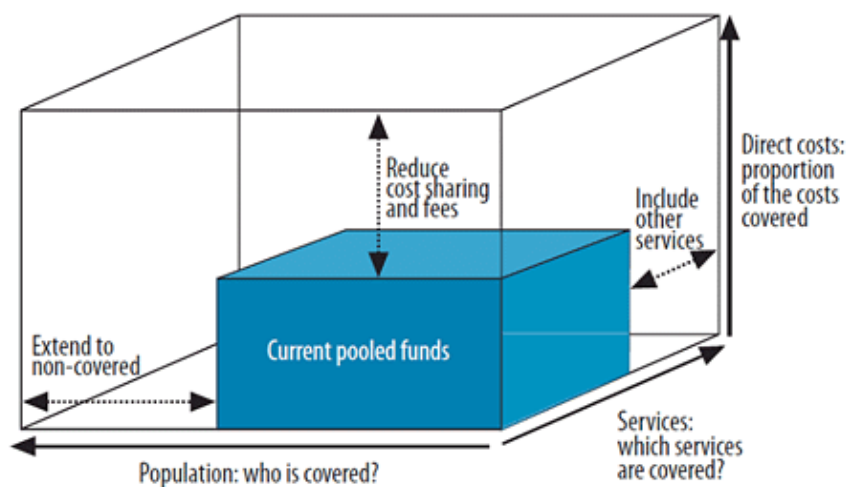 Reduce
cost sharing
and fees
Include
other
services
Direct costs:
proportion
of the costs
covered
Extend to
non-covered
Current pooled funds
Services:
which services
are covered?
Population: who is covered?